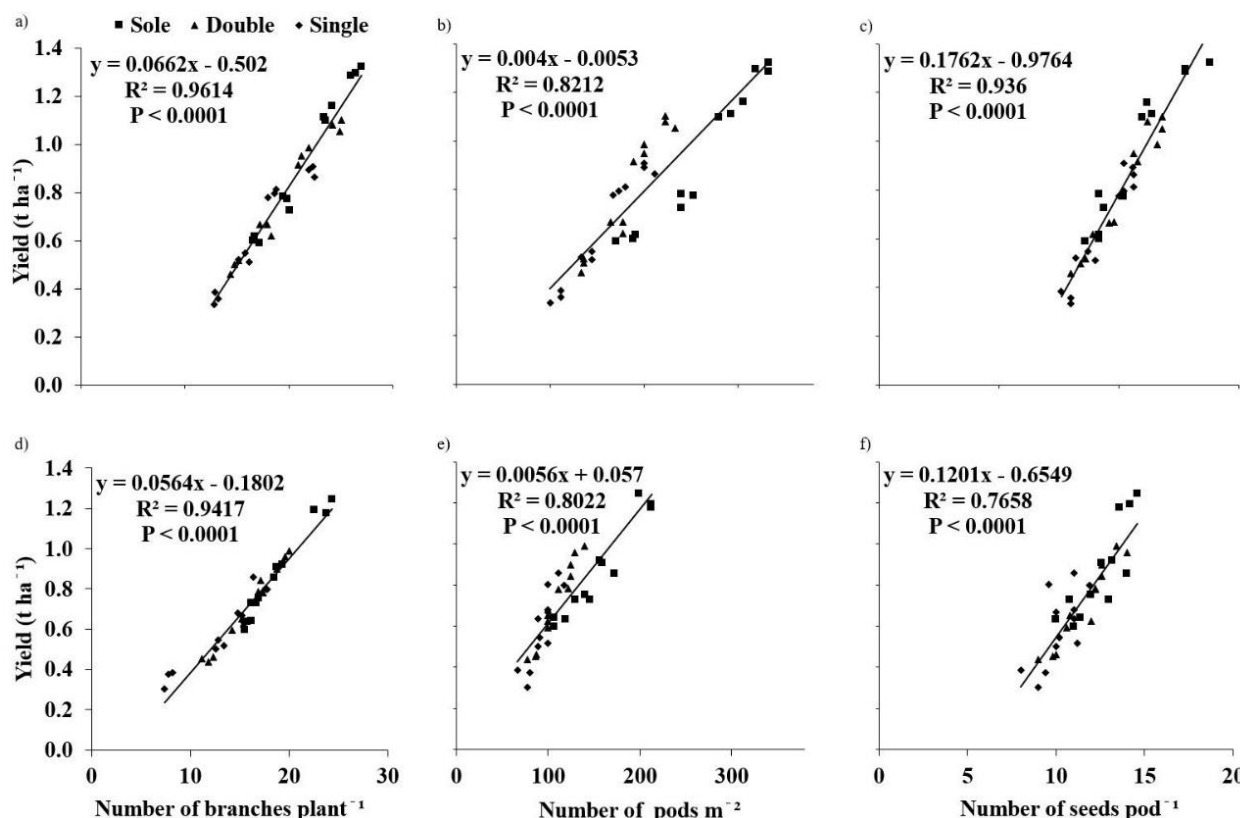 a)
Sole Double Single
y = 0.0662x - 0.502
R² = 0.9614
P < 0.0001
1.4
1.2
1.0
0.8
0.6
0.4
0.2
0.0
Yield (t ha⁻¹)
b)
y = 0.004x - 0.0053
R² = 0.8212
P < 0.0001
c)
y = 0.1762x - 0.9764
R² = 0.936
P < 0.0001
d)
y = 0.0564x - 0.1802
R² = 0.9417
P < 0.0001
1.4
1.2
1.0
0.8
0.6
0.4
0.2
0.0
Yield (t ha⁻¹)
0 10 20 30
Number of branches plant⁻¹
e)
y = 0.0056x + 0.057
R² = 0.8022
P < 0.0001
0 100 200 300
Number of pods m⁻²
f)
y = 0.1201x - 0.6549
R² = 0.7658
P < 0.0001
0 5 10 15 20
Number of seeds pod⁻¹